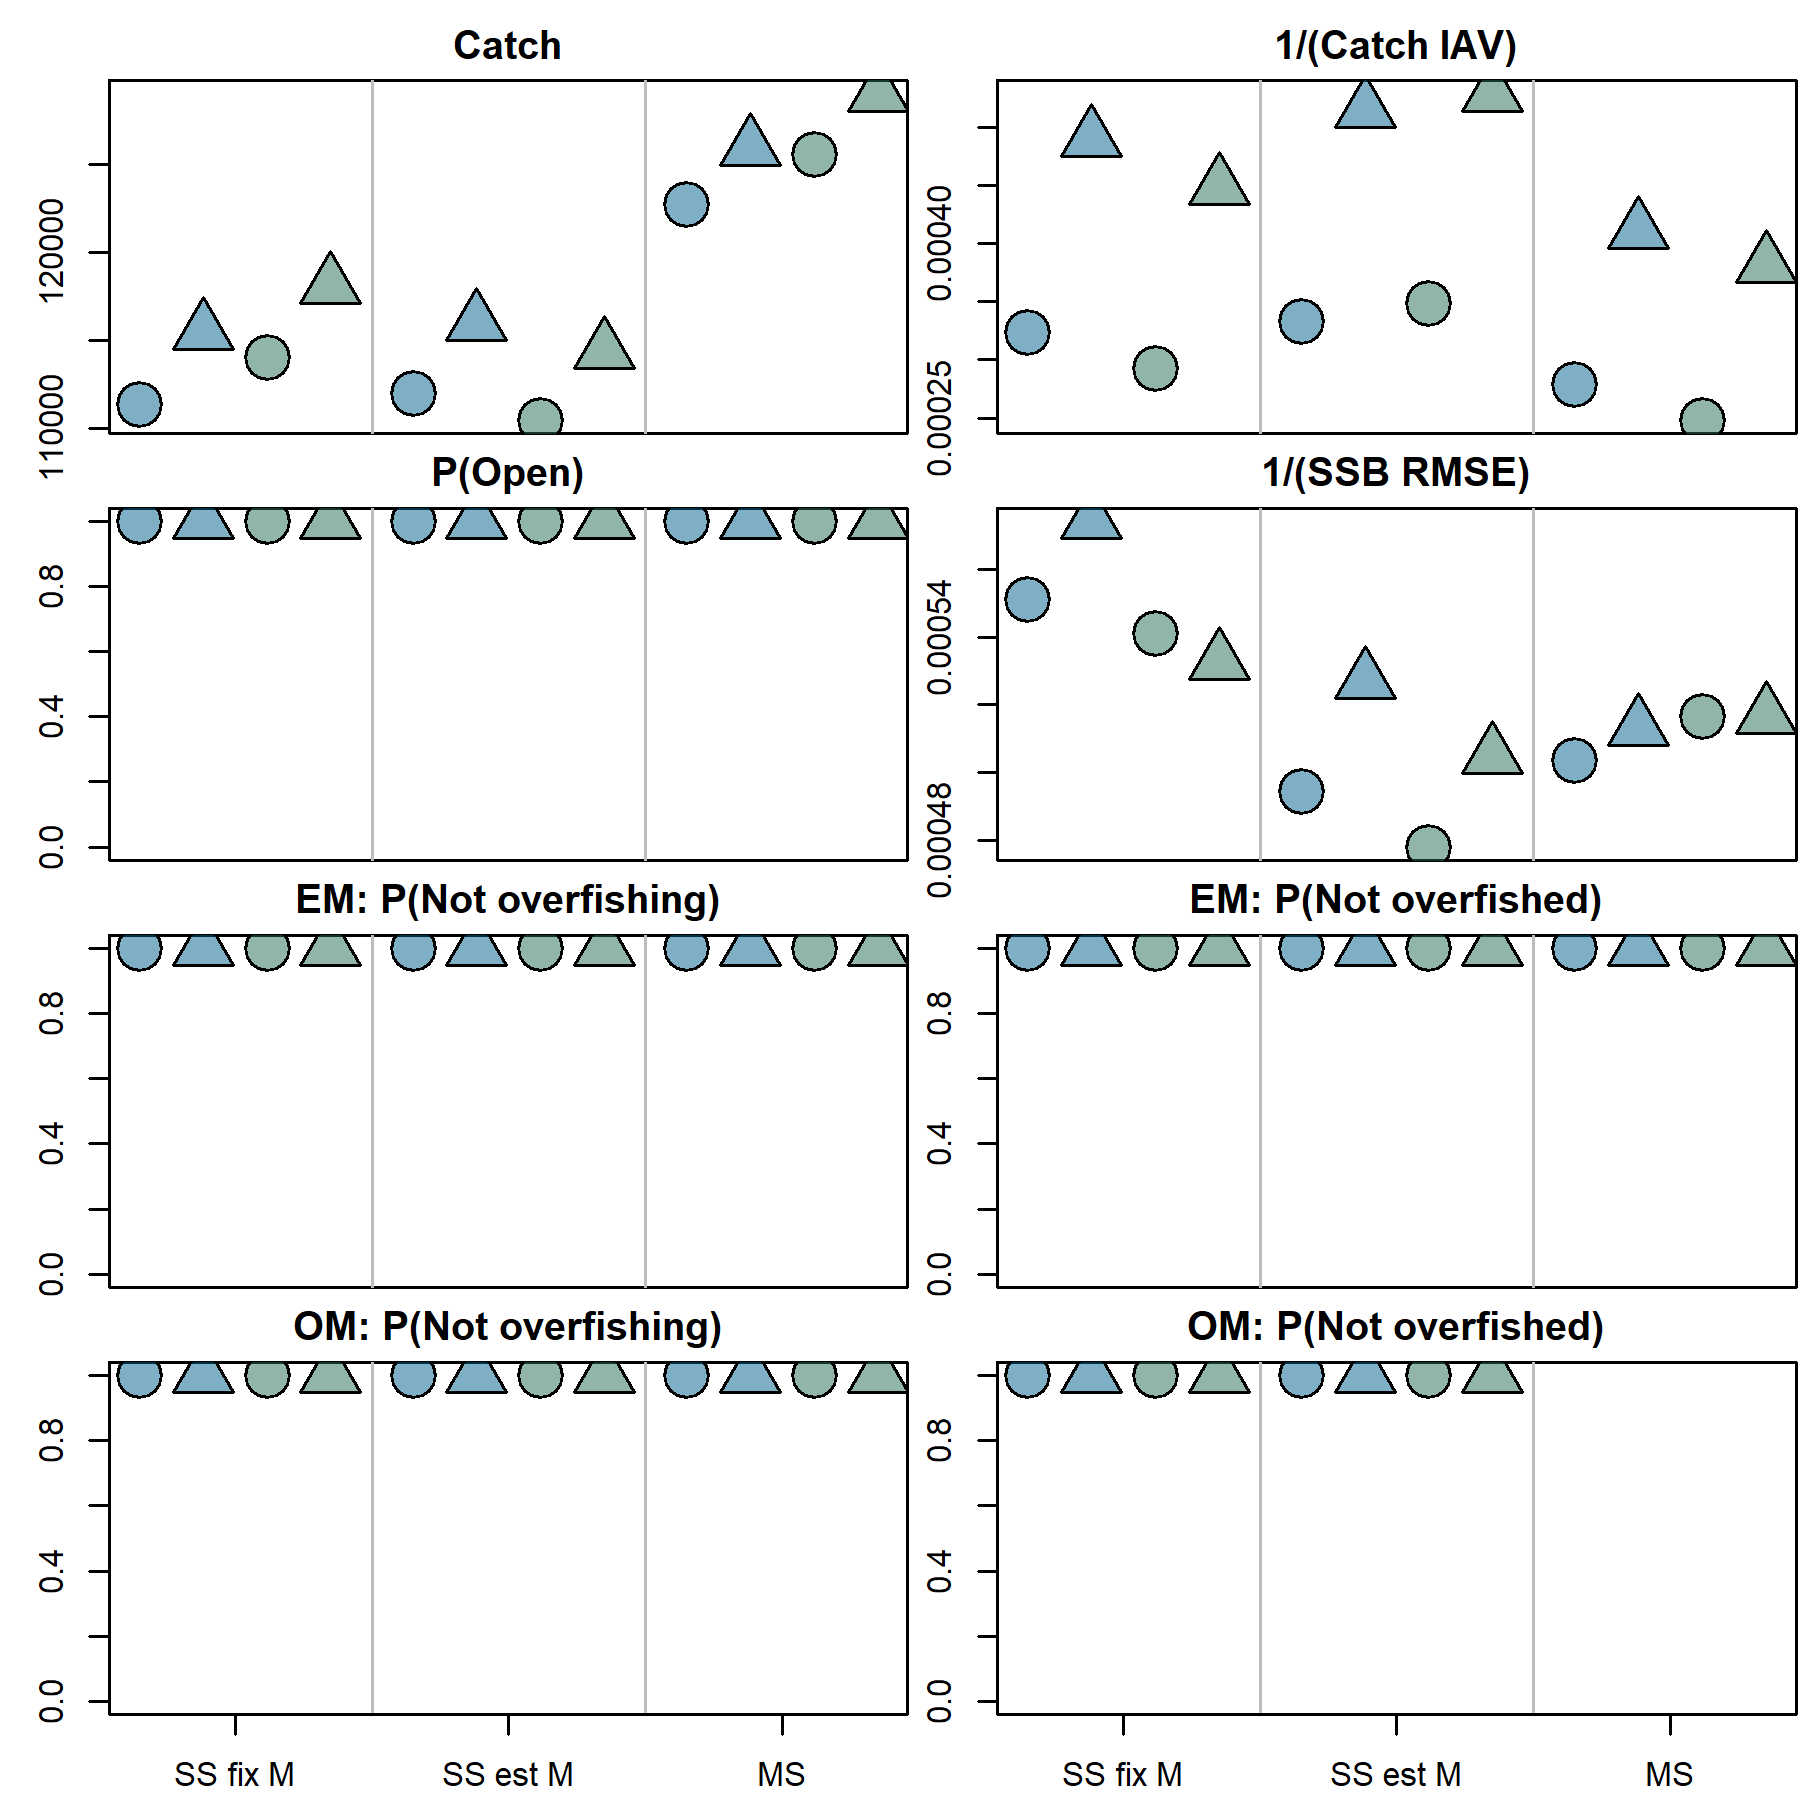 Catch
1/(Catch IAV)
120000
110000
0.00040
0.00025
P(Open)
1/(SSB RMSE)
0.8
0.4
0.0
0.00054
0.00048
EM: P(Not overfishing)
EM: P(Not overfished)
0.8
0.4
0.0
0.8
0.4
0.0
OM: P(Not overfishing)
OM: P(Not overfished)
0.8
0.4
0.0
0.8
0.4
0.0
SS fix M
SS est M
MS
SS fix M
SS est M
MS